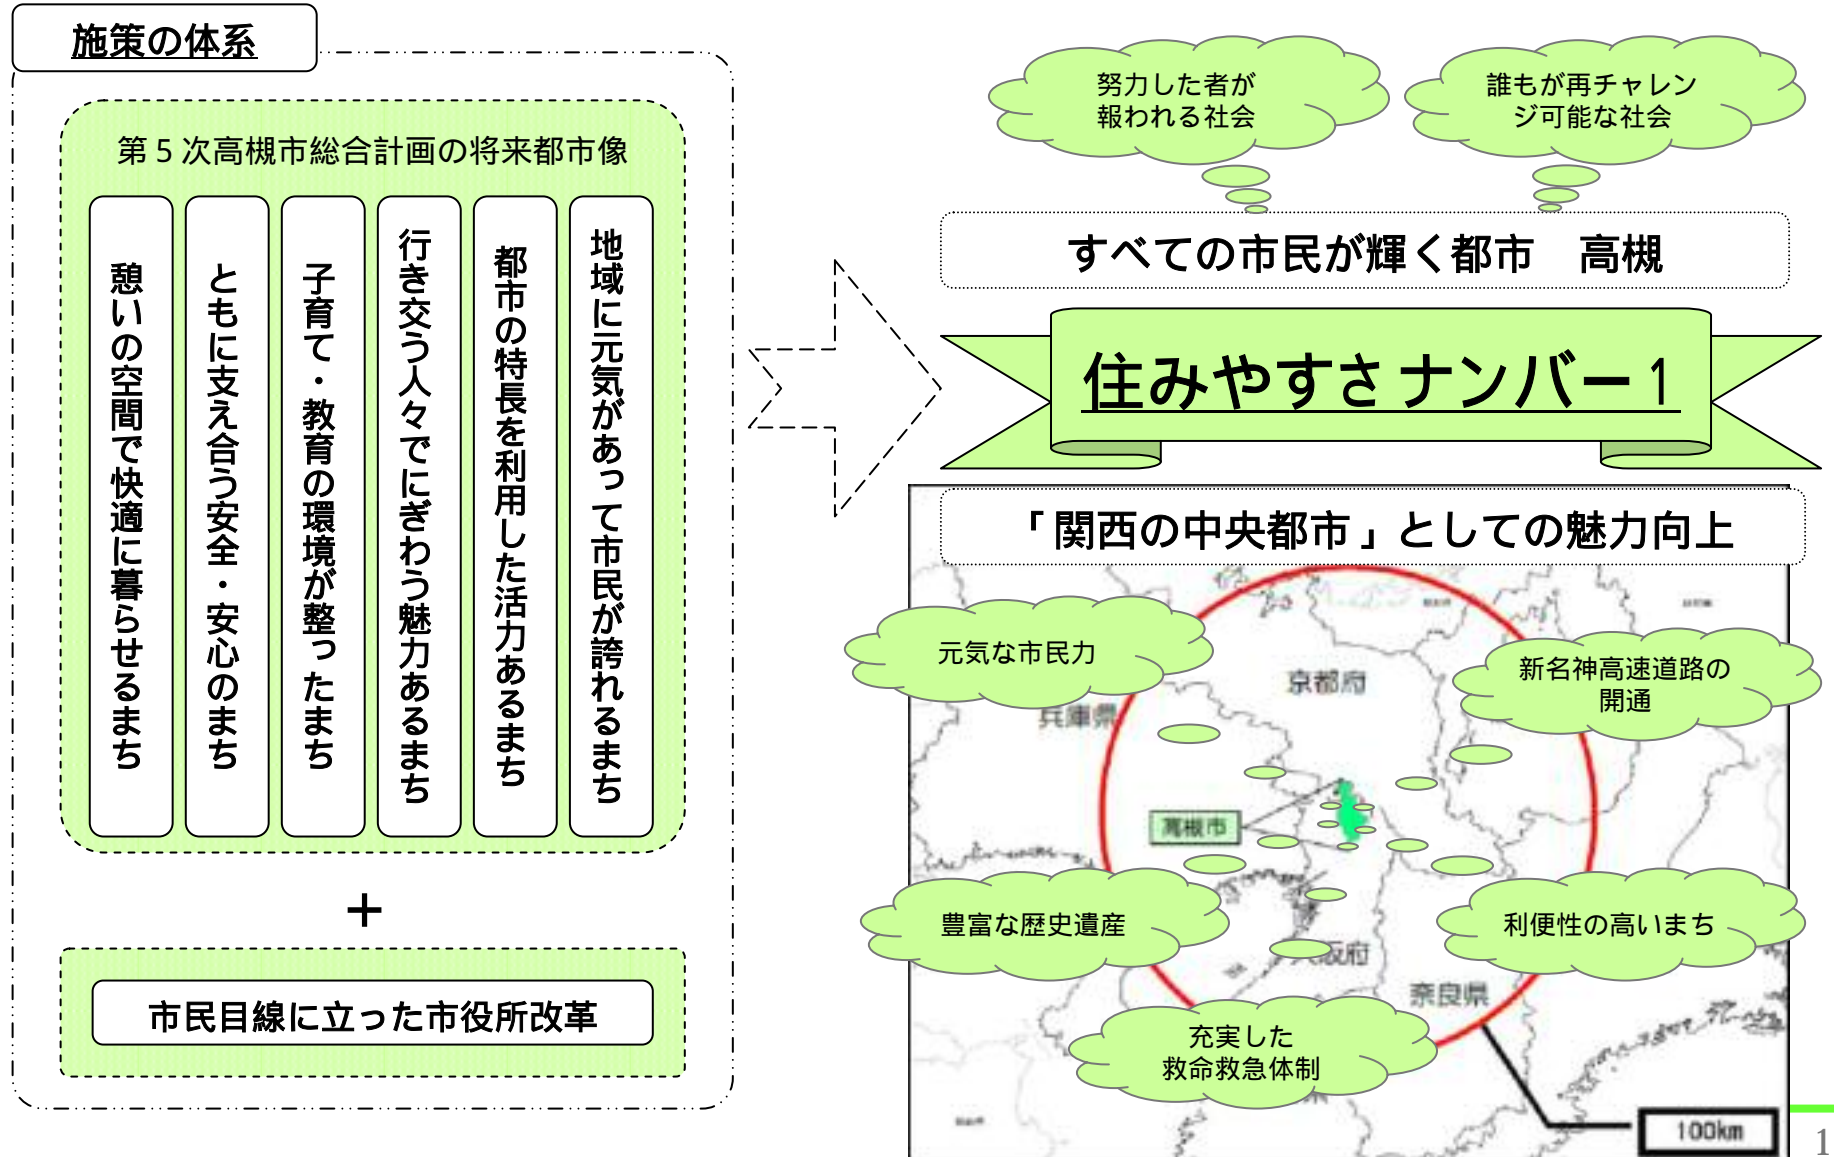 施策の体系
第５次高槻市総合計画の将来都市像
憩いの空間で快適に暮らせるまち
ともに支え合う安全・安心のまち
子育て・教育の環境が整ったまち
行き交う人々でにぎわう魅力あるまち
都市の特長を利用した活力あるまち
地域に元気があって市民が誇れるまち
＋
市民目線に立った市役所改革
努力した者が
報われる社会
誰もが再チャレン
ジ可能な社会
すべての市民が輝く都市　高槻
住みやすさナンバー１
「関西の中央都市」としての魅力向上
元気な市民力
新名神高速道路の
開通
京都府
兵庫県
高槻市
豊富な歴史遺産
利便性の高いまち
阪府
奈良県
充実した
救命救急体制
100km
1